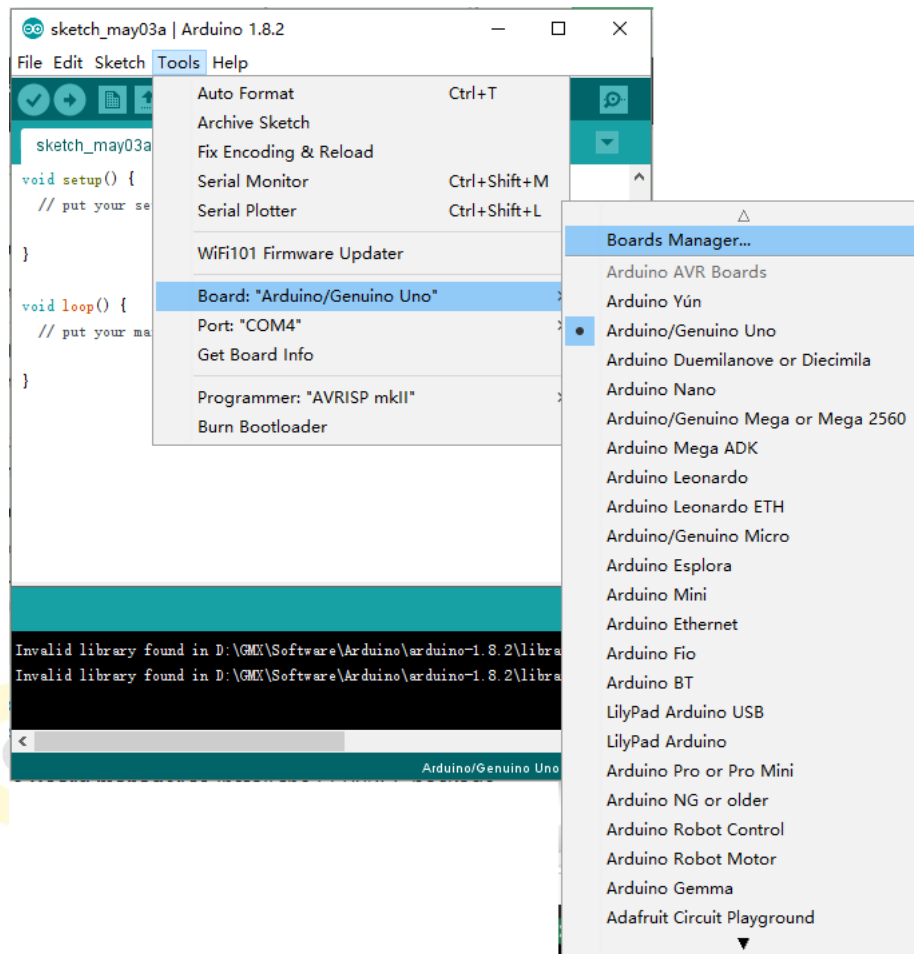 sketch_may03a | Arduino 1.8.2
File Edit Sketch Tools Help
Auto Format Ctrl+T
Archive Sketch
Fix Encoding & Reload
Serial Monitor Ctrl+Shift+M
Serial Plotter Ctrl+Shift+L
WiFi101 Firmware Updater
Board: "Arduino/Genuino Uno"
Port: "COM4"
Get Board Info
Programmer: "AVRISP mkII"
Burn Bootloader
sketch_may03a
void setup() {
// put your se
}
void loop() {
// put your ma
}
Boards Manager...
Arduino AVR Boards
Arduino Yún
Arduino/Genuino Uno
Arduino Duemilanove or Diecimila
Arduino Nano
Arduino/Genuino Mega or Mega 2560
Arduino Mega ADK
Arduino Leonardo
Arduino Leonardo ETH
Arduino/Genuino Micro
Arduino Esplora
Arduino Mini
Arduino Ethernet
Arduino Fio
Arduino BT
LilyPad Arduino USB
LilyPad Arduino
Arduino Pro or Pro Mini
Arduino NG or older
Arduino Robot Control
Arduino Robot Motor
Arduino Gemma
Adafruit Circuit Playground
Invalid library found in D:\GMX\Software\Arduino\arduino-1.8.2\libra
Invalid library found in D:\GMX\Software\Arduino\arduino-1.8.2\libra
Arduino/Genuino Uno